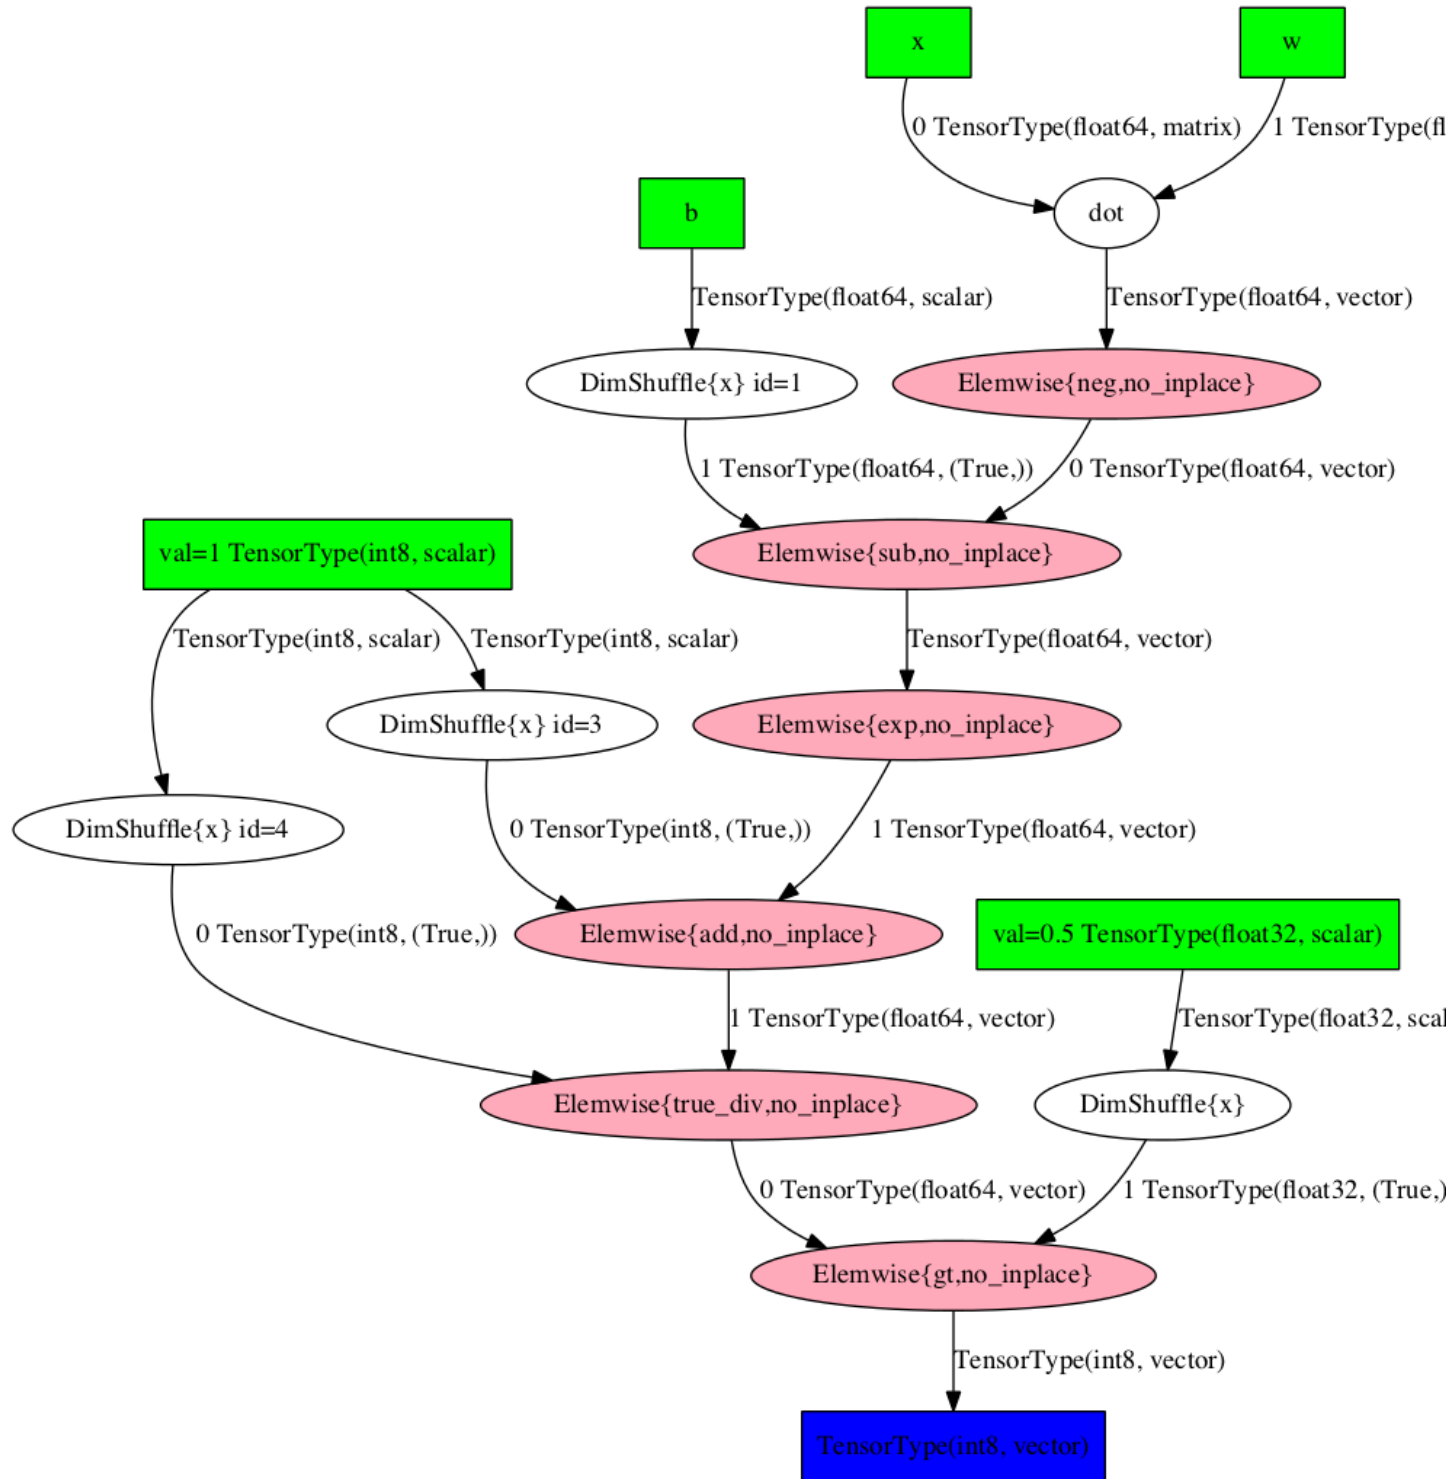 x
w
0 TensorType(float64, matrix)
1 TensorType(fl
b
dot
TensorType(float64, scalar)
TensorType(float64, vector)
DimShuffle{x} id=1
Elemwise{neg,no_inplace}
1 TensorType(float64, (True,))
0 TensorType(float64, vector)
val=1 TensorType(int8, scalar)
Elemwise{sub,no_inplace}
TensorType(int8, scalar)
TensorType(int8, scalar)
TensorType(float64, vector)
DimShuffle{x} id=3
Elemwise{exp,no_inplace}
DimShuffle{x} id=4
0 TensorType(int8, (True,))
1 TensorType(float64, vector)
0 TensorType(int8, (True,))
Elemwise{add,no_inplace}
val=0.5 TensorType(float32, scalar)
1 TensorType(float64, vector)
TensorType(float32, scal
Elemwise{true_div,no_inplace}
DimShuffle{x}
0 TensorType(float64, vector)
1 TensorType(float32, (True,)
Elemwise{gt,no_inplace}
TensorType(int8, vector)
TensorType(int8, vector)